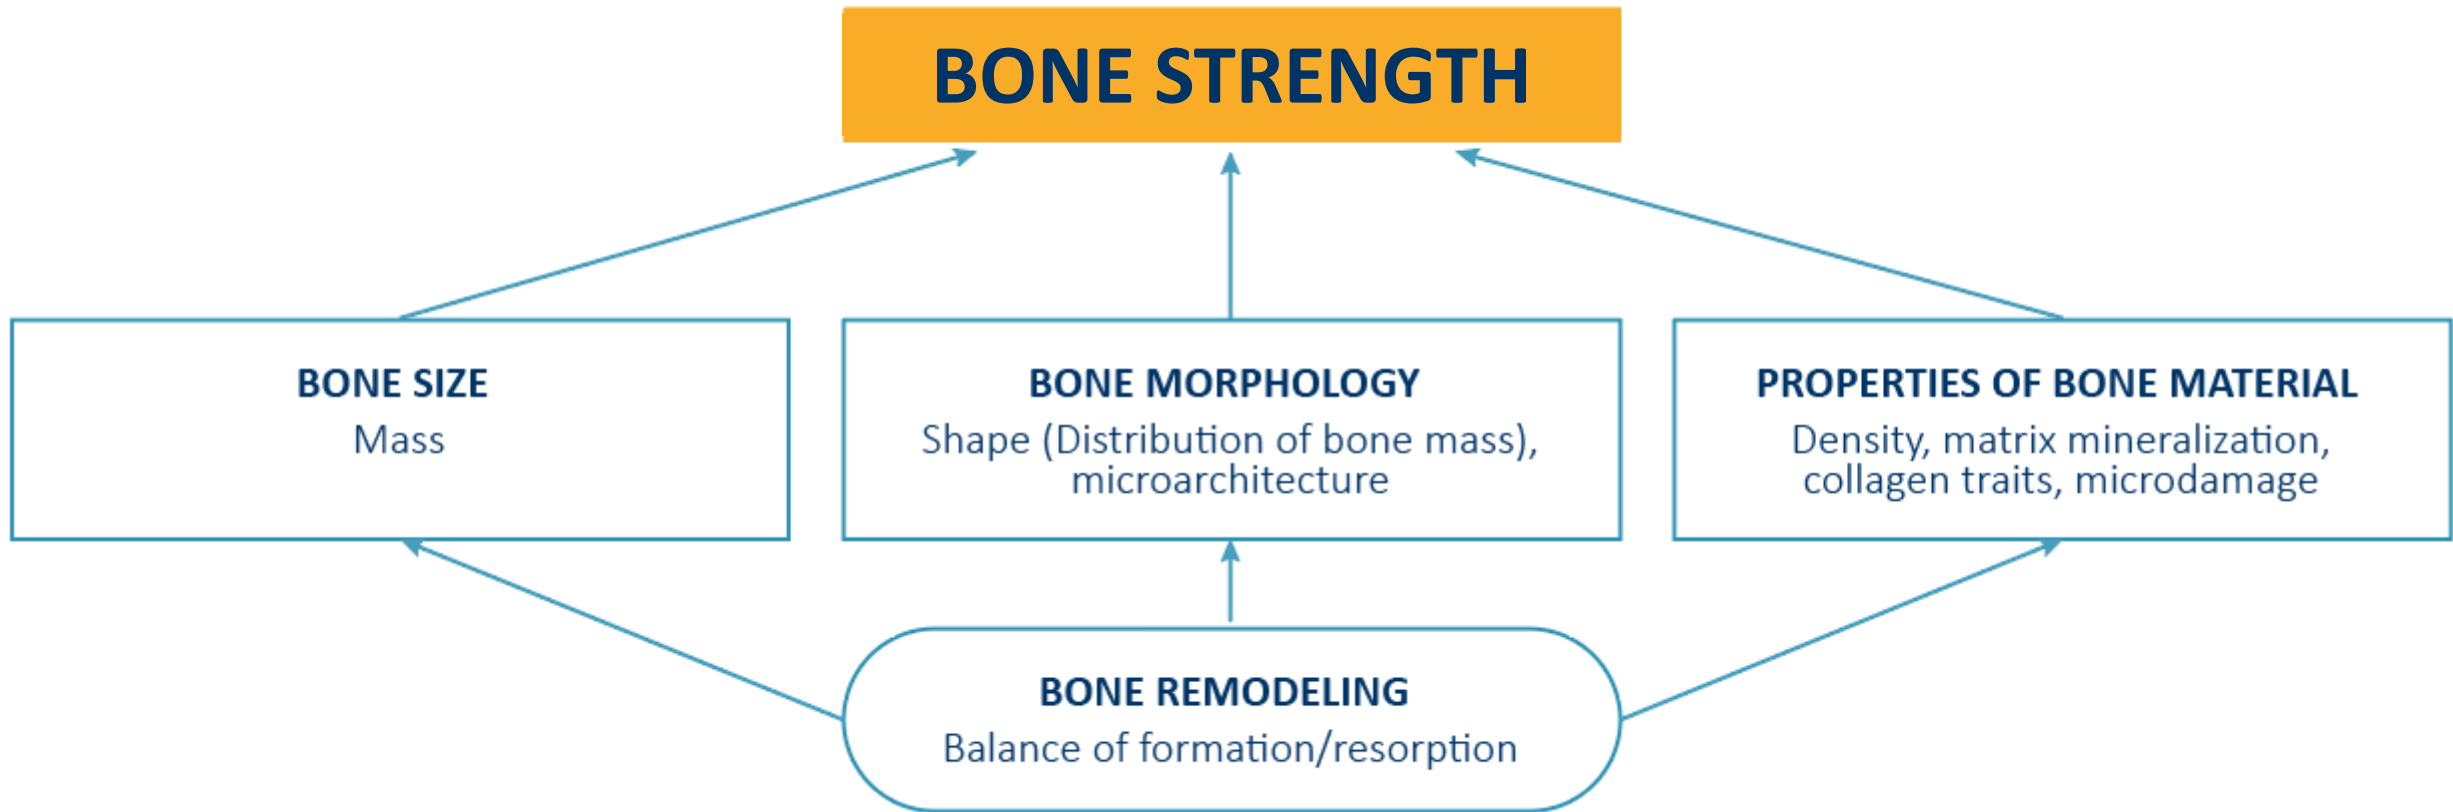 BONE STRENGTH
BONE SIZE
Mass
BONE MORPHOLOGY
Shape (Distribution of bone mass),
microarchitecture
PROPERTIES OF BONE MATERIAL
Density, matrix mineralization,
collagen traits, microdamage
BONE REMODELING
Balance of formation/resorption